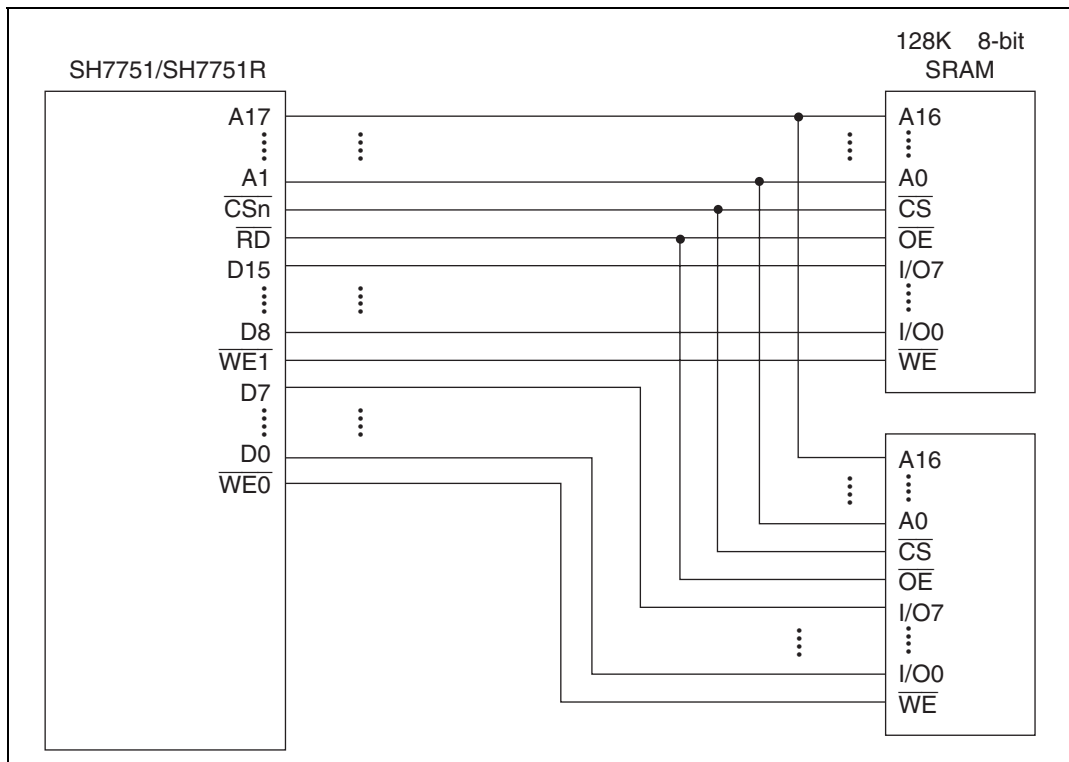 SH7751/SH7751R
A17
A1
CSn
RD
D15
D8
WE1
D7
D0
WE0
128K 8-bit
SRAM
A16
A0
CS
OE
I/O7
I/O0
WE
A16
A0
CS
OE
I/O7
I/O0
WE